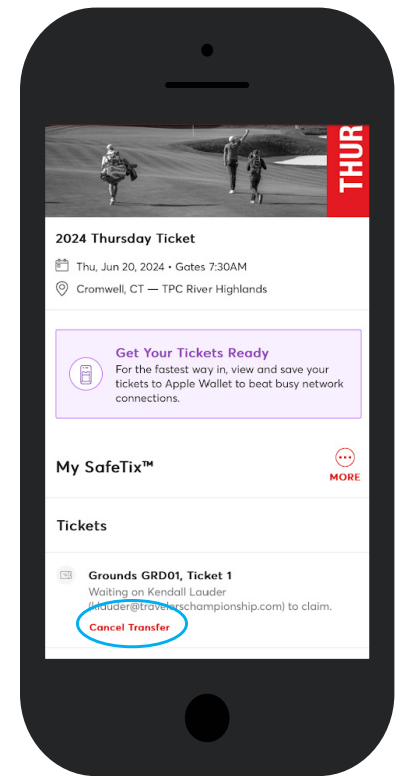 THUR
2024 Thursday Ticket
Thu, Jun 20, 2024 • Gates 7:30AM
Cromwell, CT — TPC River Highlands
Get Your Tickets Ready
For the fastest way in, view and save your
tickets to Apple Wallet to beat busy network
connections.
My SafeTix™
MORE
Tickets
Grounds GRD01, Ticket 1
Waiting on Kendall Lauder
(klauder@travelerschampionship.com) to claim.
Cancel Transfer